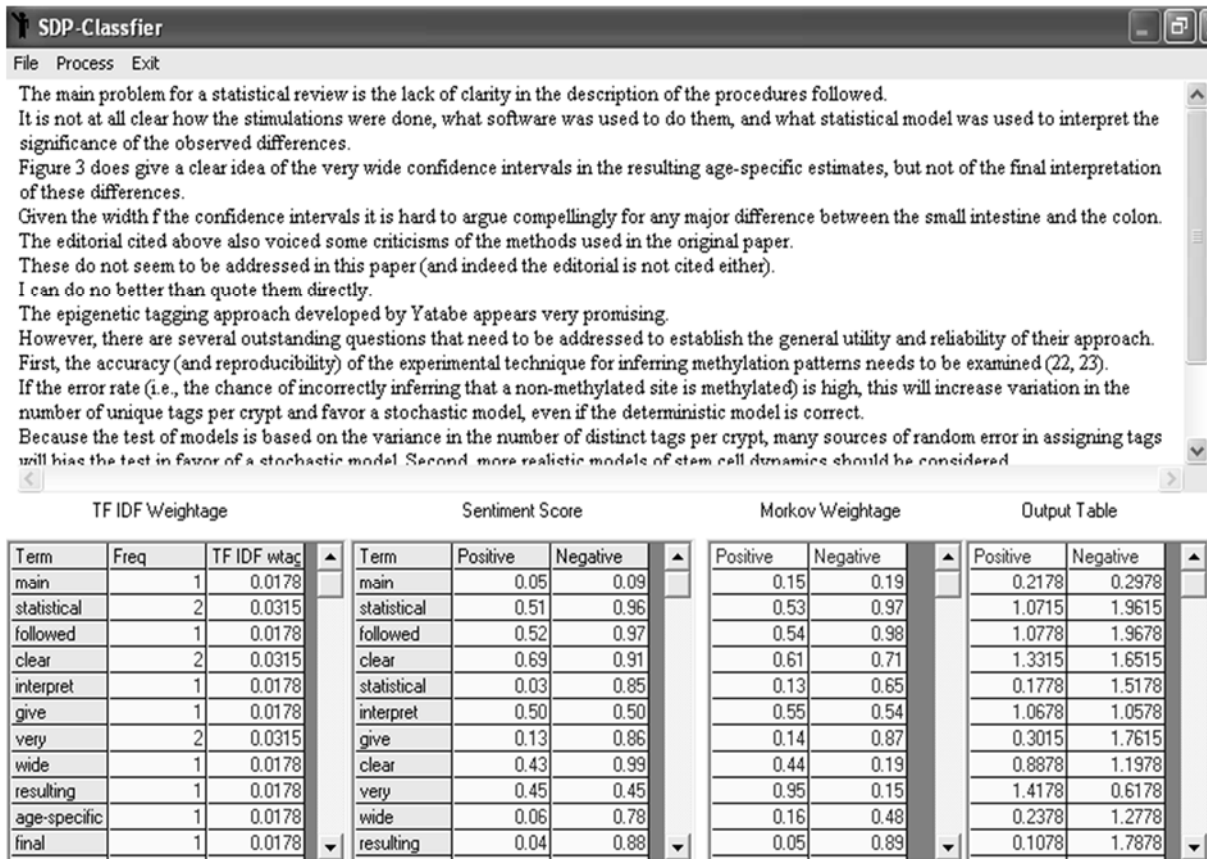 SDP-Classfier
File Process Exit
The main problem for a statistical review is the lack of clarity in the description of the procedures followed.
It is not at all clear how the stimulations were done, what software was used to do them, and what statistical model was used to interpret the
significance of the observed differences.
Figure 3 does give a clear idea of the very wide confidence intervals in the resulting age-specific estimates, but not of the final interpretation
of these differences.
Given the width f the confidence intervals it is hard to argue compellingly for any major difference between the small intestine and the colon.
The editorial cited above also voiced some criticisms of the methods used in the original paper.
These do not seem to be addressed in this paper (and indeed the editorial is not cited either).
I can do no better than quote them directly.
The epigenetic tagging approach developed by Yatabe appears very promising.
However, there are several outstanding questions that need to be addressed to establish the general utility and reliability of their approach.
First, the accuracy (and reproducibility) of the experimental technique for inferring methylation patterns needs to be examined (22, 23).
If the error rate (i.e., the chance of incorrectly inferring that a non-methylated site is methylated) is high, this will increase variation in the
number of unique tags per crypt and favor a stochastic model, even if the deterministic model is correct.
Because the test of models is based on the variance in the number of distinct tags per crypt, many sources of random error in assigning tags
will bias the test in favor of a stochastic model. Second, more realistic models of stem cell dynamics should be considered
TF IDF Weightage Sentiment Score Morkov Weightage Output Table
Term Freq TF IDF wtag Term Positive Negative Positive Negative Positive Negative
main 1 0.0178 main 0.05 0.09 0.15 0.19 0.2178 0.2978
statistical 2 0.0315 statistical 0.51 0.96 0.53 0.97 1.0715 1.9615
followed 1 0.0178 followed 0.52 0.97 0.54 0.98 1.0778 1.9678
clear 2 0.0315 clear 0.69 0.91 0.61 0.71 1.3315 1.6515
interpret 1 0.0178 statistical 0.03 0.85 0.13 0.65 0.1778 1.5178
give 1 0.0178 interpret 0.50 0.50 0.55 0.54 1.0678 1.0578
very 2 0.0315 give 0.13 0.86 0.14 0.87 0.3015 1.7615
wide 1 0.0178 clear 0.43 0.99 0.44 0.19 0.8878 1.1978
resulting 1 0.0178 very 0.45 0.45 0.95 0.15 1.4178 0.6178
age-specific 1 0.0178 wide 0.06 0.78 0.16 0.48 0.2378 1.2778
final 1 0.0178 resulting 0.04 0.88 0.05 0.89 0.1078 1.7878